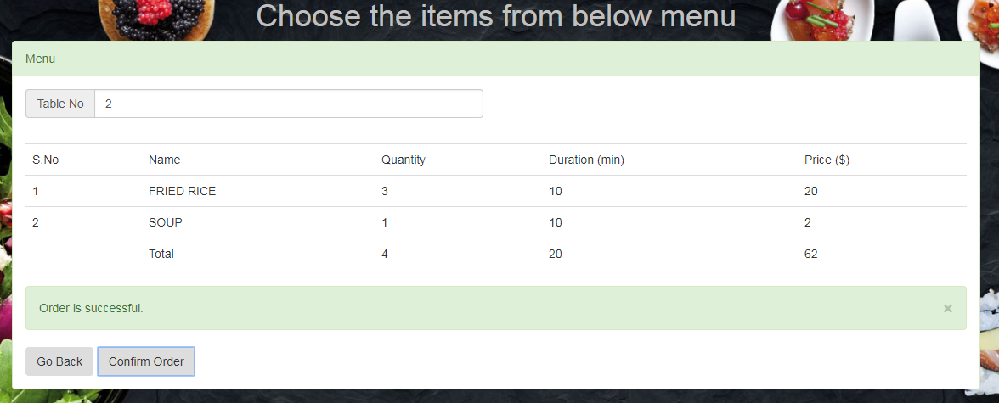 Choose the items from below menu
Menu
Table No 2
S.No Name Quantity Duration (min) Price ($)
1 FRIED RICE 3 10 20
2 SOUP 1 10 2
Total 4 20 62
Order is successful. ×
Go Back Confirm Order